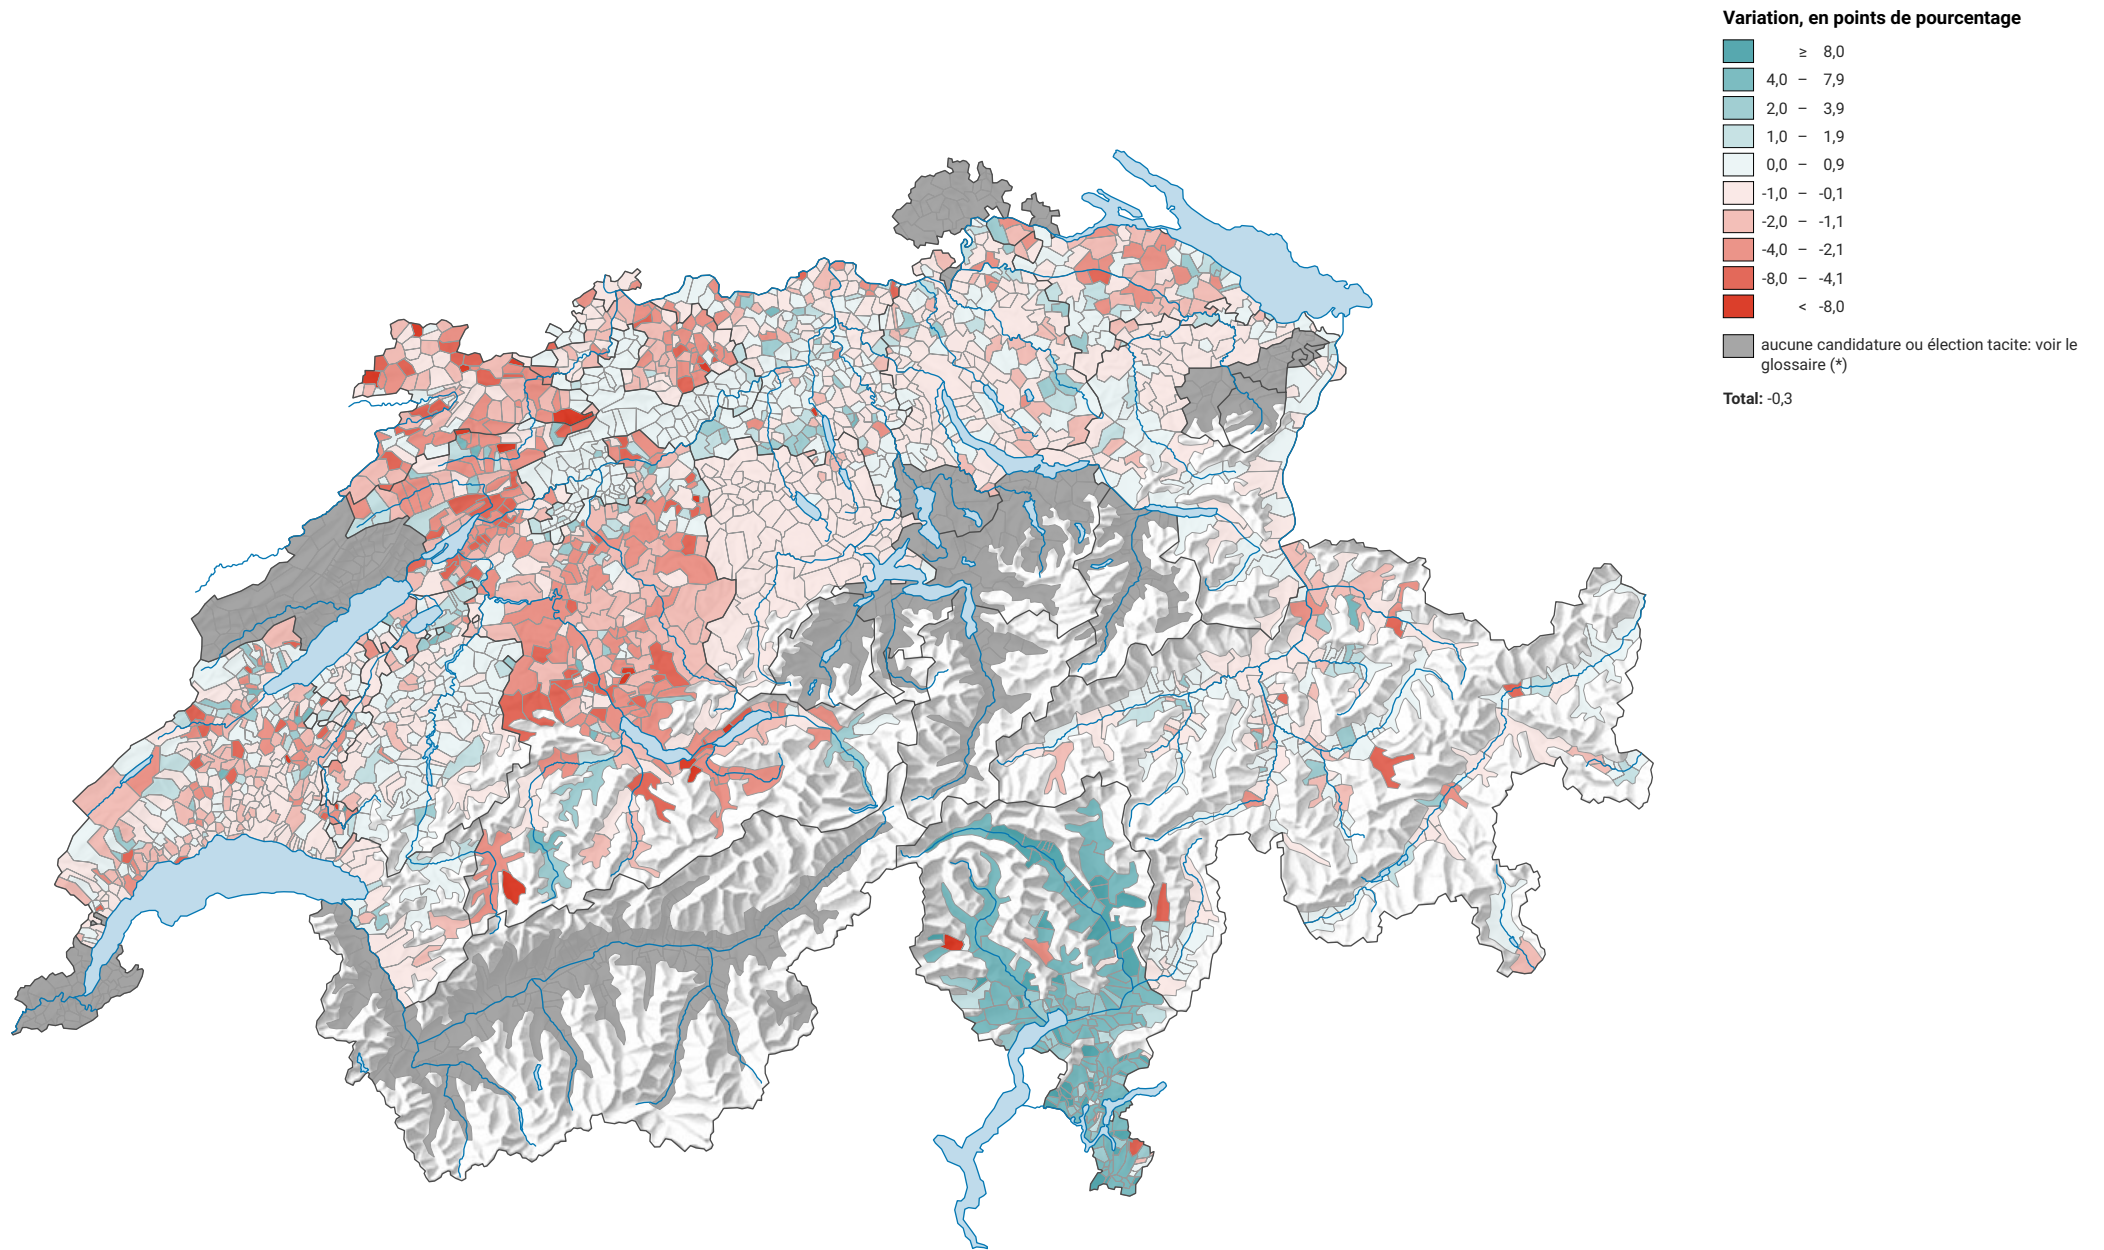 Variation, en points de pourcentage
≥ 8,0
4,0 – 7,9
2,0 – 3,9
1,0 – 1,9
0,0 – 0,9
-1,0 – -0,1
-2,0 – -1,1
-4,0 – -2,1
-8,0 – -4,1
< -8,0
aucune candidature ou élection tacite: voir le
glossaire (*)
Total: -0,3